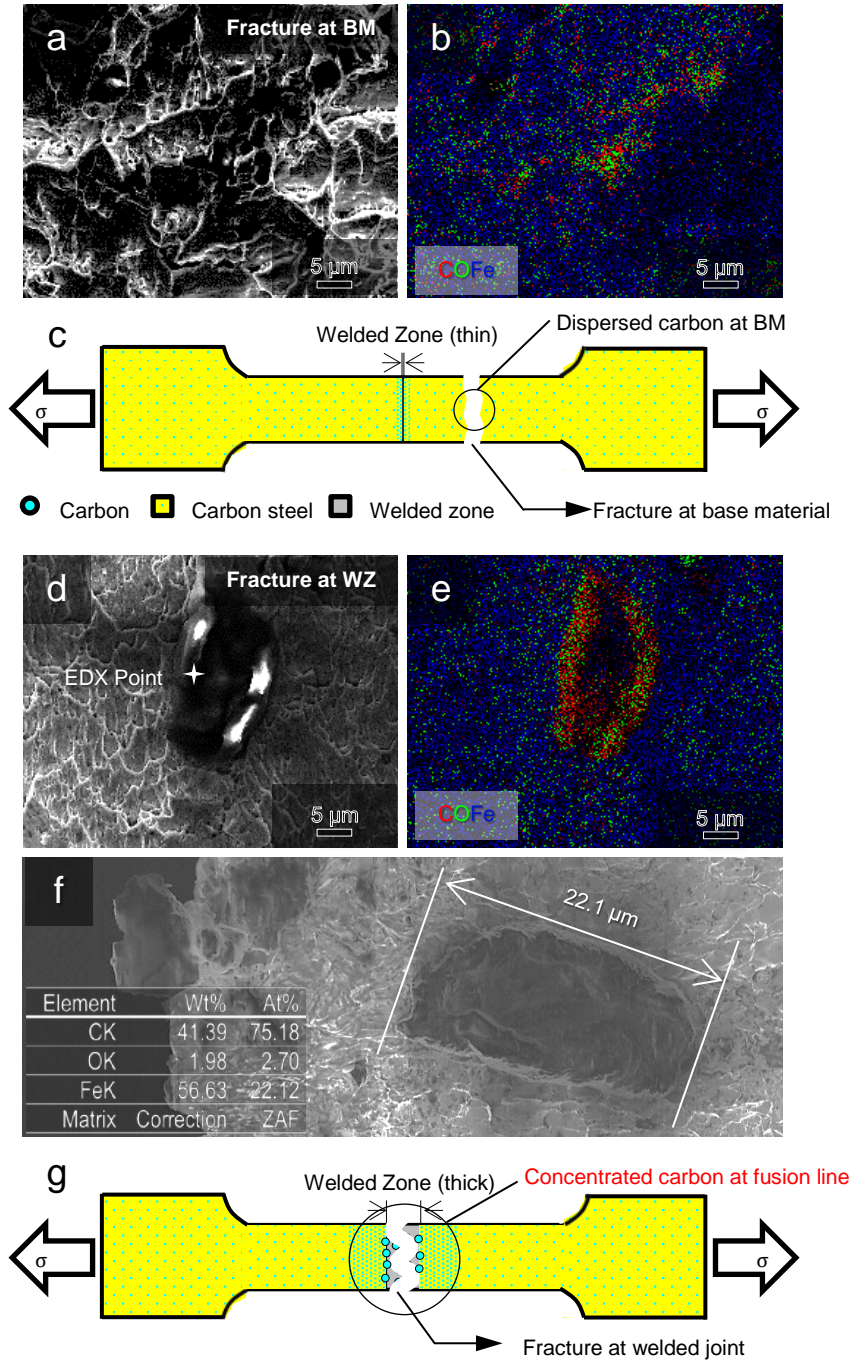 a
Fracture at BM
b
5 µm
COFe
5 µm
c
Welded Zone (thin)
Dispersed carbon at BM
σ
σ
Carbon
Carbon steel
Welded zone
Fracture at base material
d
Fracture at WZ
e
EDX Point
5 µm
COFe
5 µm
f
22.1 µm
Element Wt% At%
CK 41.39 75.18
OK 1.98 2.70
FeK 56.63 22.12
Matrix Correction ZAF
g
Welded Zone (thick)
Concentrated carbon at fusion line
σ
σ
Fracture at welded joint